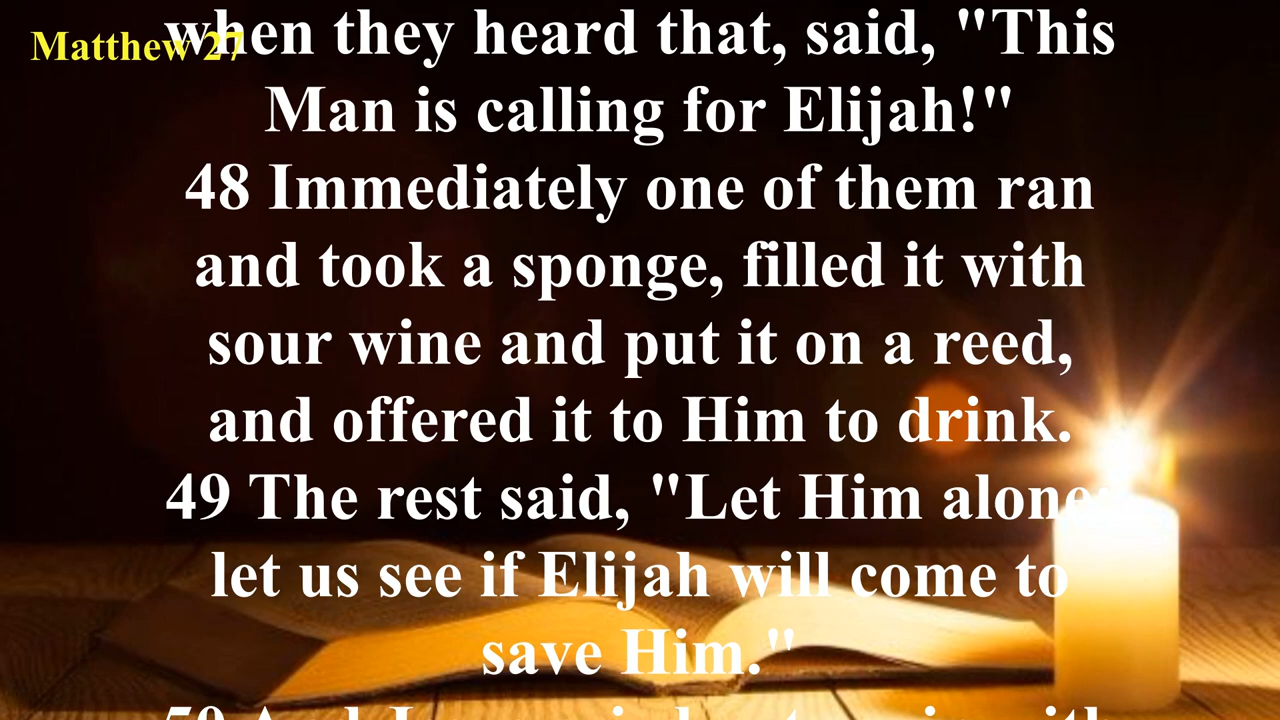 Matthew 27
when they heard that, said, "This
Man is calling for Elijah!"
48 Immediately one of them ran
and took a sponge, filled it with
sour wine and put it on a reed,
and offered it to Him to drink.
49 The rest said, "Let Him alone;
let us see if Elijah will come to
save Him."